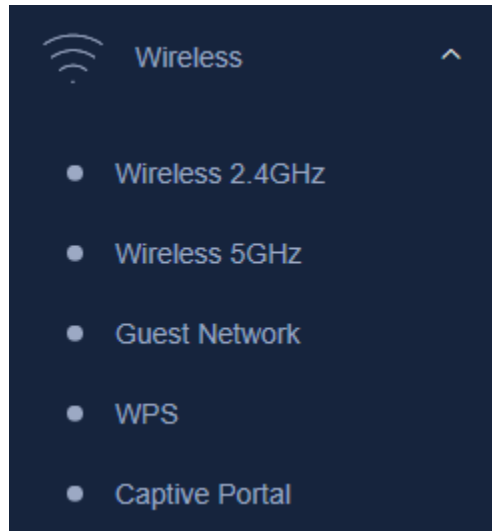 Wireless
Wireless 2.4GHz
Wireless 5GHz
Guest Network
WPS
Captive Portal